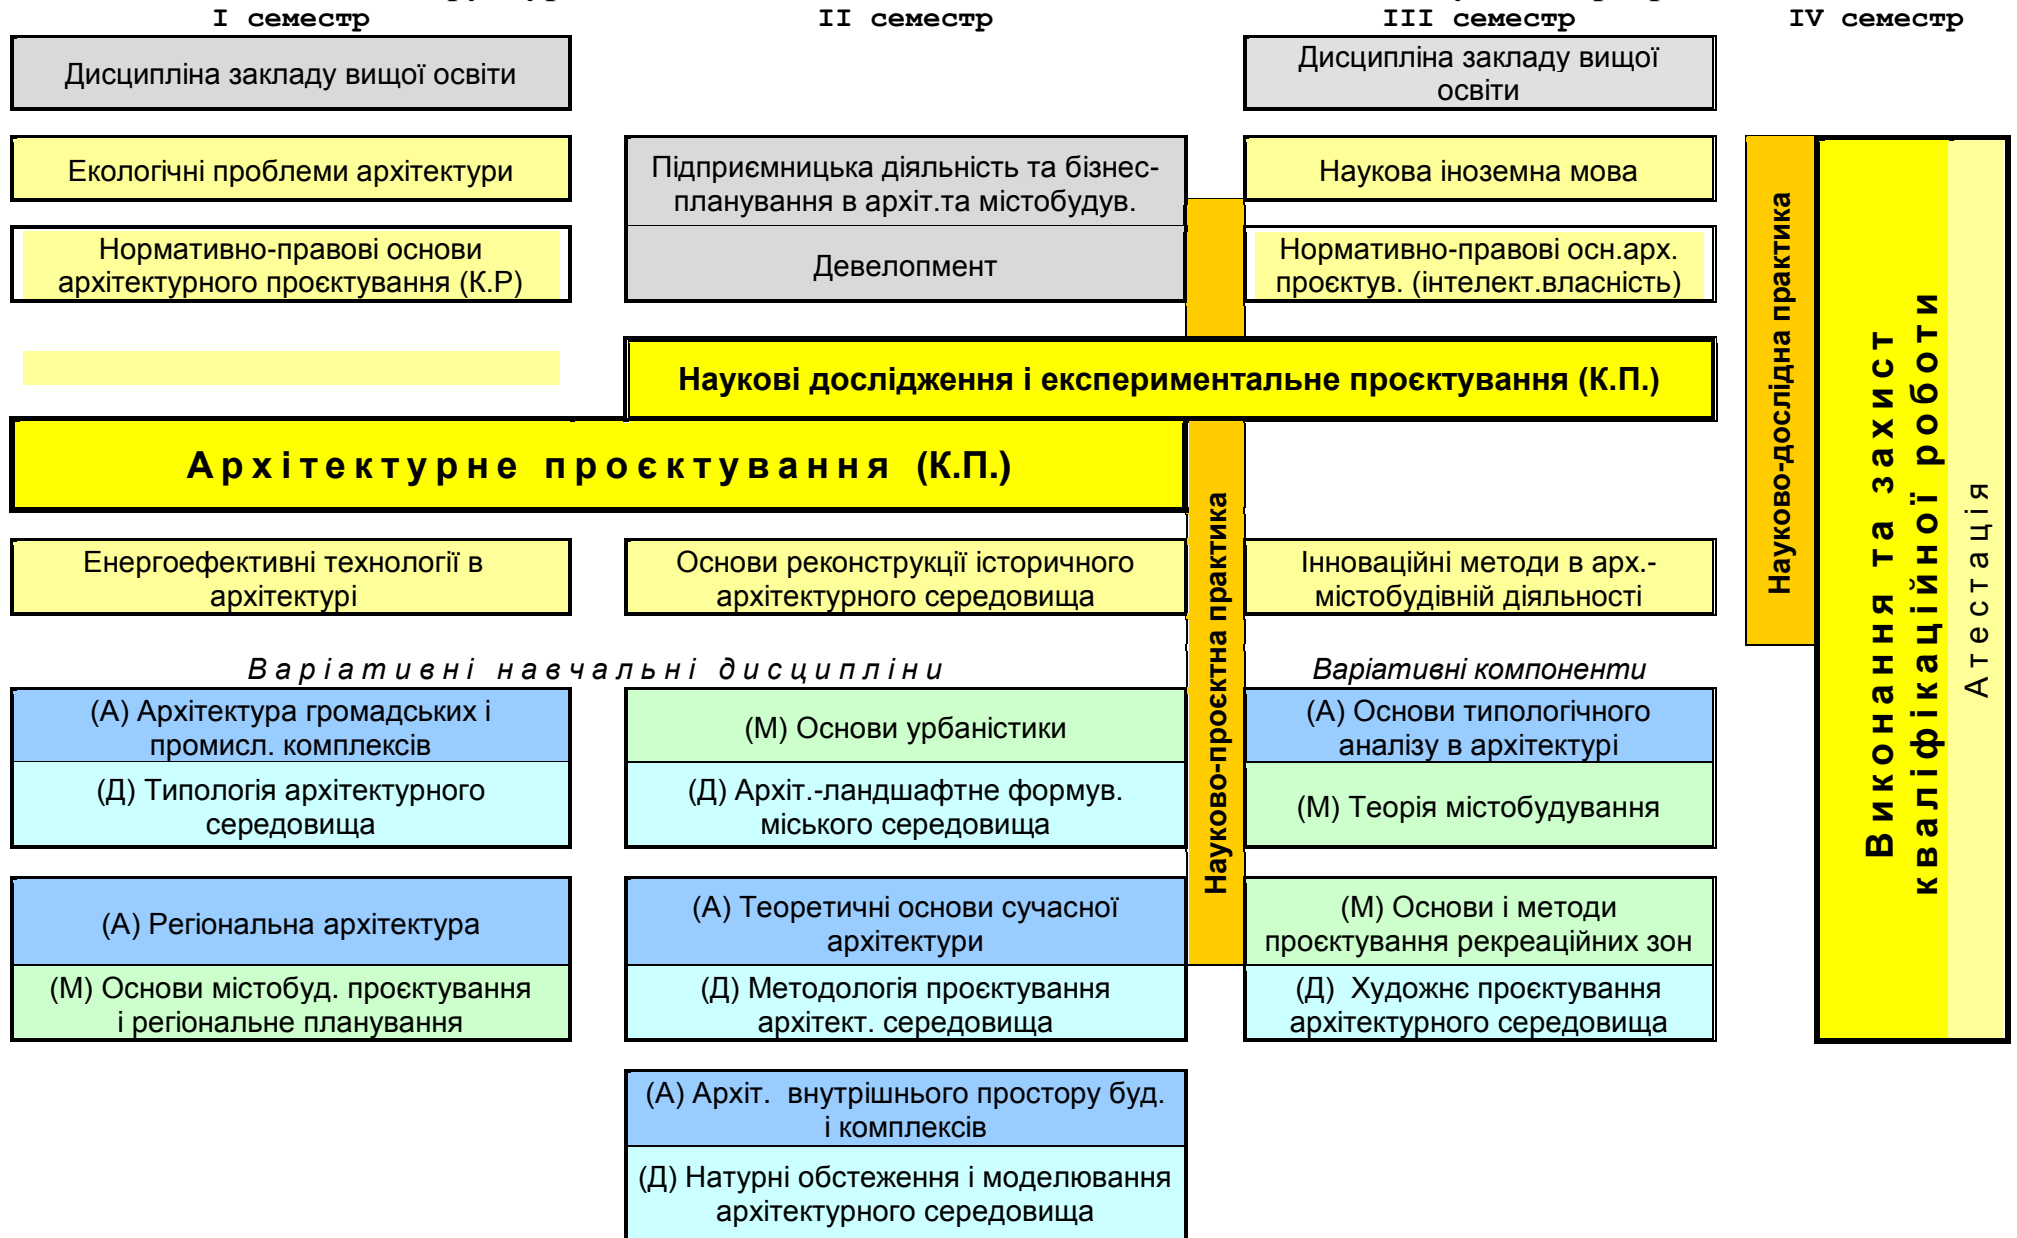 I семестр
II семестр
III семестр
IV семестр
Дисципліна закладу вищої освіти
Дисципліна закладу вищої
освіти
Екологічні проблеми архітектури
Підприємницька діяльність та бізнес-
планування в архіт.та містобудув.
Наукова іноземна мова
Нормативно-правові основи
архітектурного проєктування (К.Р)
Девелопмент
Нормативно-правові осн.арх.
проєктув. (інтелект.власність)
Наукові дослідження і експериментальне проєктування (К.П.)
Архітектурне проєктування (К.П.)
Енергоефективні технології в
архітектурі
Основи реконструкції історичного
архітектурного середовища
Інноваційні методи в арх.-
містобудівній діяльності
Науково-проєктна практика
Науково-дослідна практика
Виконання та захист
кваліфікаційної роботи
Атестація
Варіативні навчальні дисципліни
Варіативні компоненти
(А) Архітектура громадських і
промисл. комплексів
(М) Основи урбаністики
(А) Основи типологічного
аналізу в архітектурі
(Д) Типологія архітектурного
середовища
(Д) Архіт.-ландшафтне формув.
міського середовища
(М) Теорія містобудування
(А) Регіональна архітектура
(А) Теоретичні основи сучасної
архітектури
(М) Основи і методи
проєктування рекреаційних зон
(М) Основи містобуд. проєктування
і регіональне планування
(Д) Методологія проєктування
архітект. середовища
(Д) Художнє проєктування
архітектурного середовища
(А) Архіт. внутрішнього простору буд.
і комплексів
(Д) Натурні обстеження і моделювання
архітектурного середовища